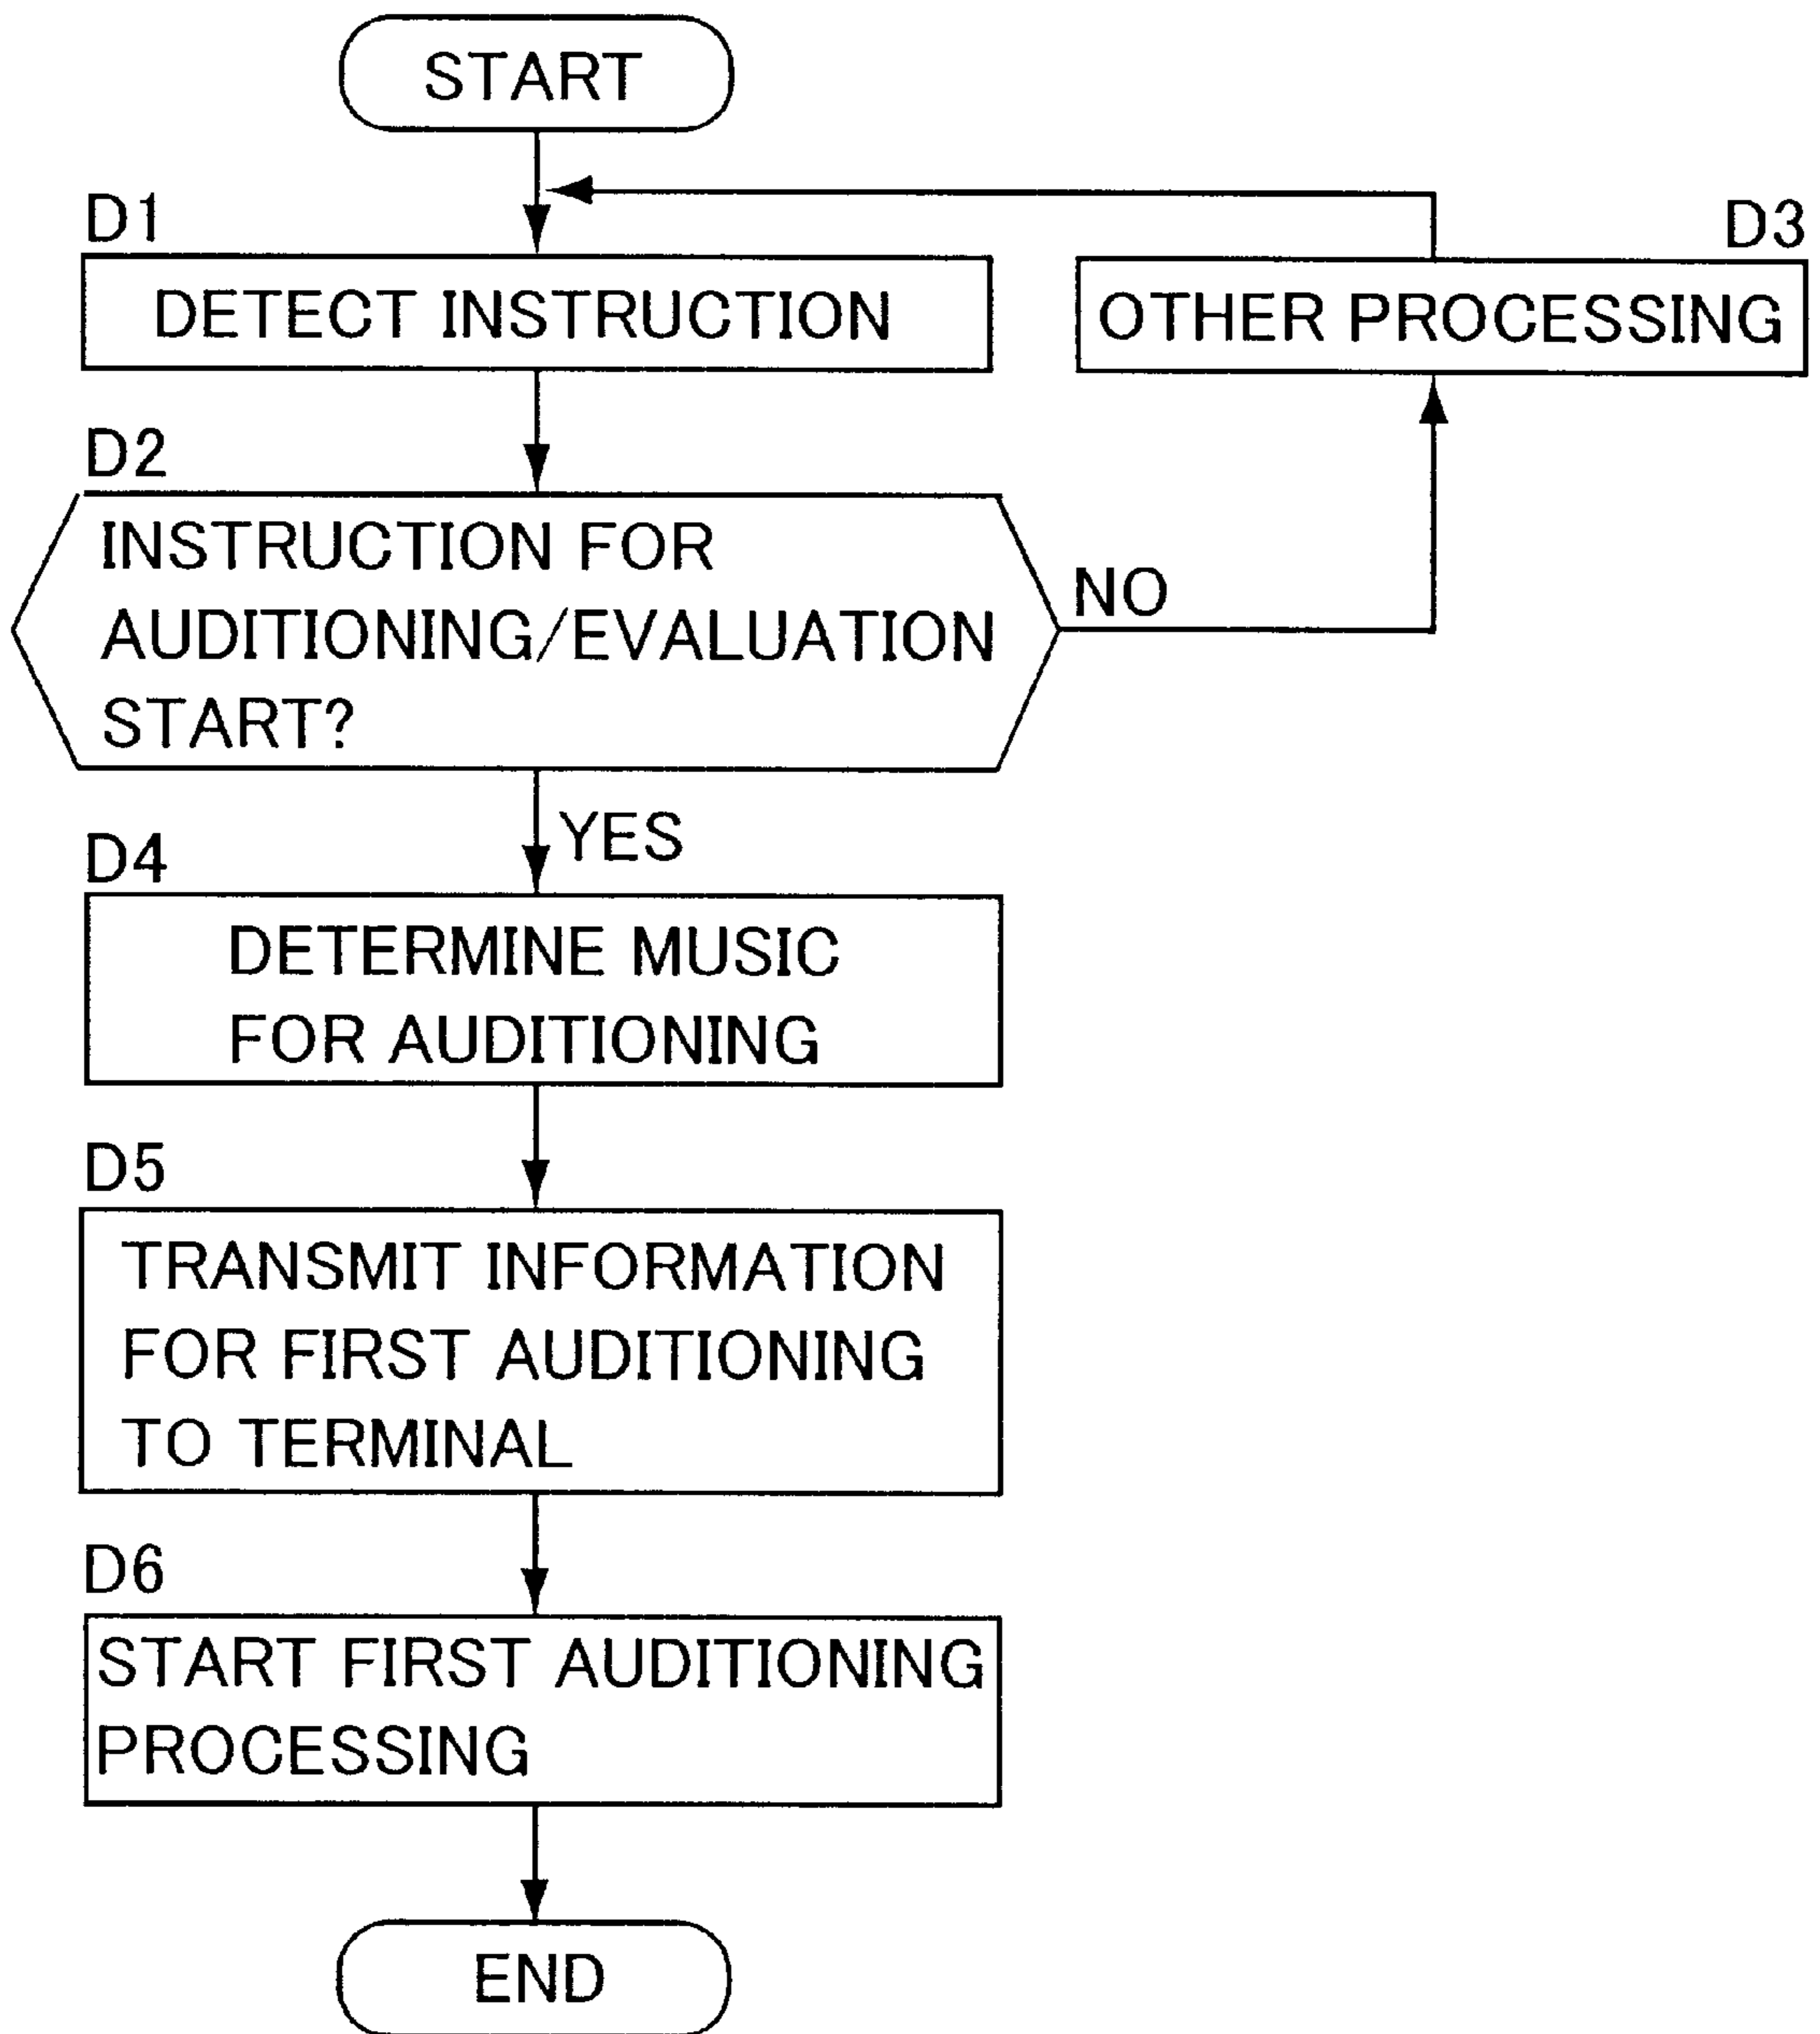 START
D1
DETECT INSTRUCTION
D3
OTHER PROCESSING
D2
INSTRUCTION FOR
AUDITIONING/EVALUATION
START?
NO
YES
D4
DETERMINE MUSIC
FOR AUDITIONING
D5
TRANSMIT INFORMATION
FOR FIRST AUDITIONING
TO TERMINAL
D6
START FIRST AUDITIONING
PROCESSING
END